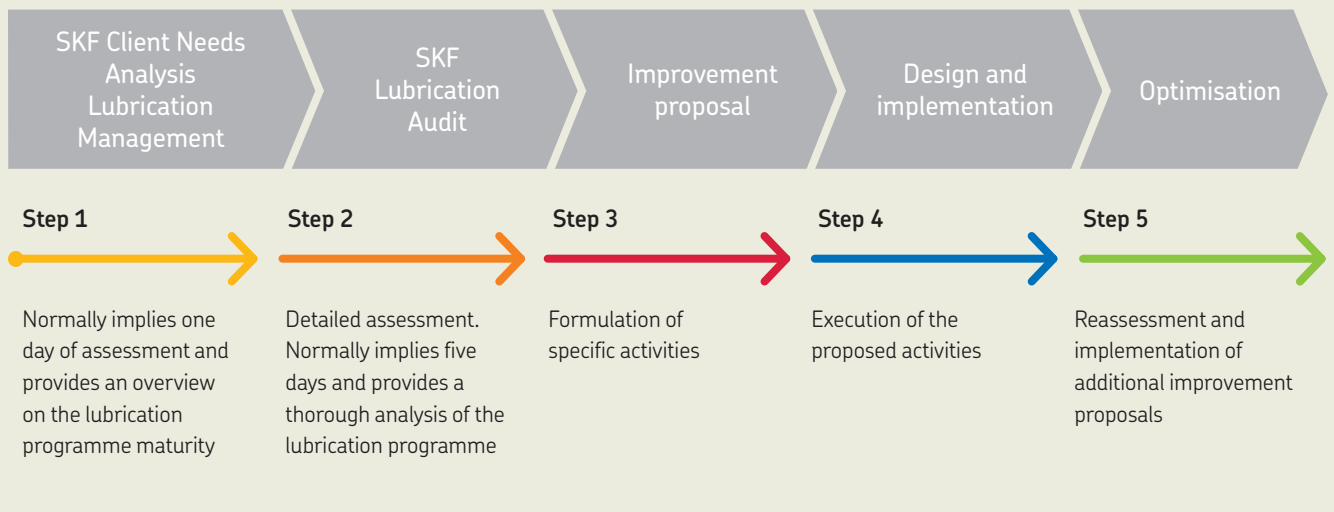 SKF Client Needs
Analysis
Lubrication
Management
SKF
Lubrication
Audit
Improvement
proposal
Design and
implementation
Optimisation
Step 1
Normally implies one
day of assessment and
provides an overview
on the lubrication
programme maturity
Step 2
Detailed assessment.
Normally implies five
days and provides a
thorough analysis of the
lubrication programme
Step 3
Formulation of
specific activities
Step 4
Execution of the
proposed activities
Step 5
Reassessment and
implementation of
additional improvement
proposals